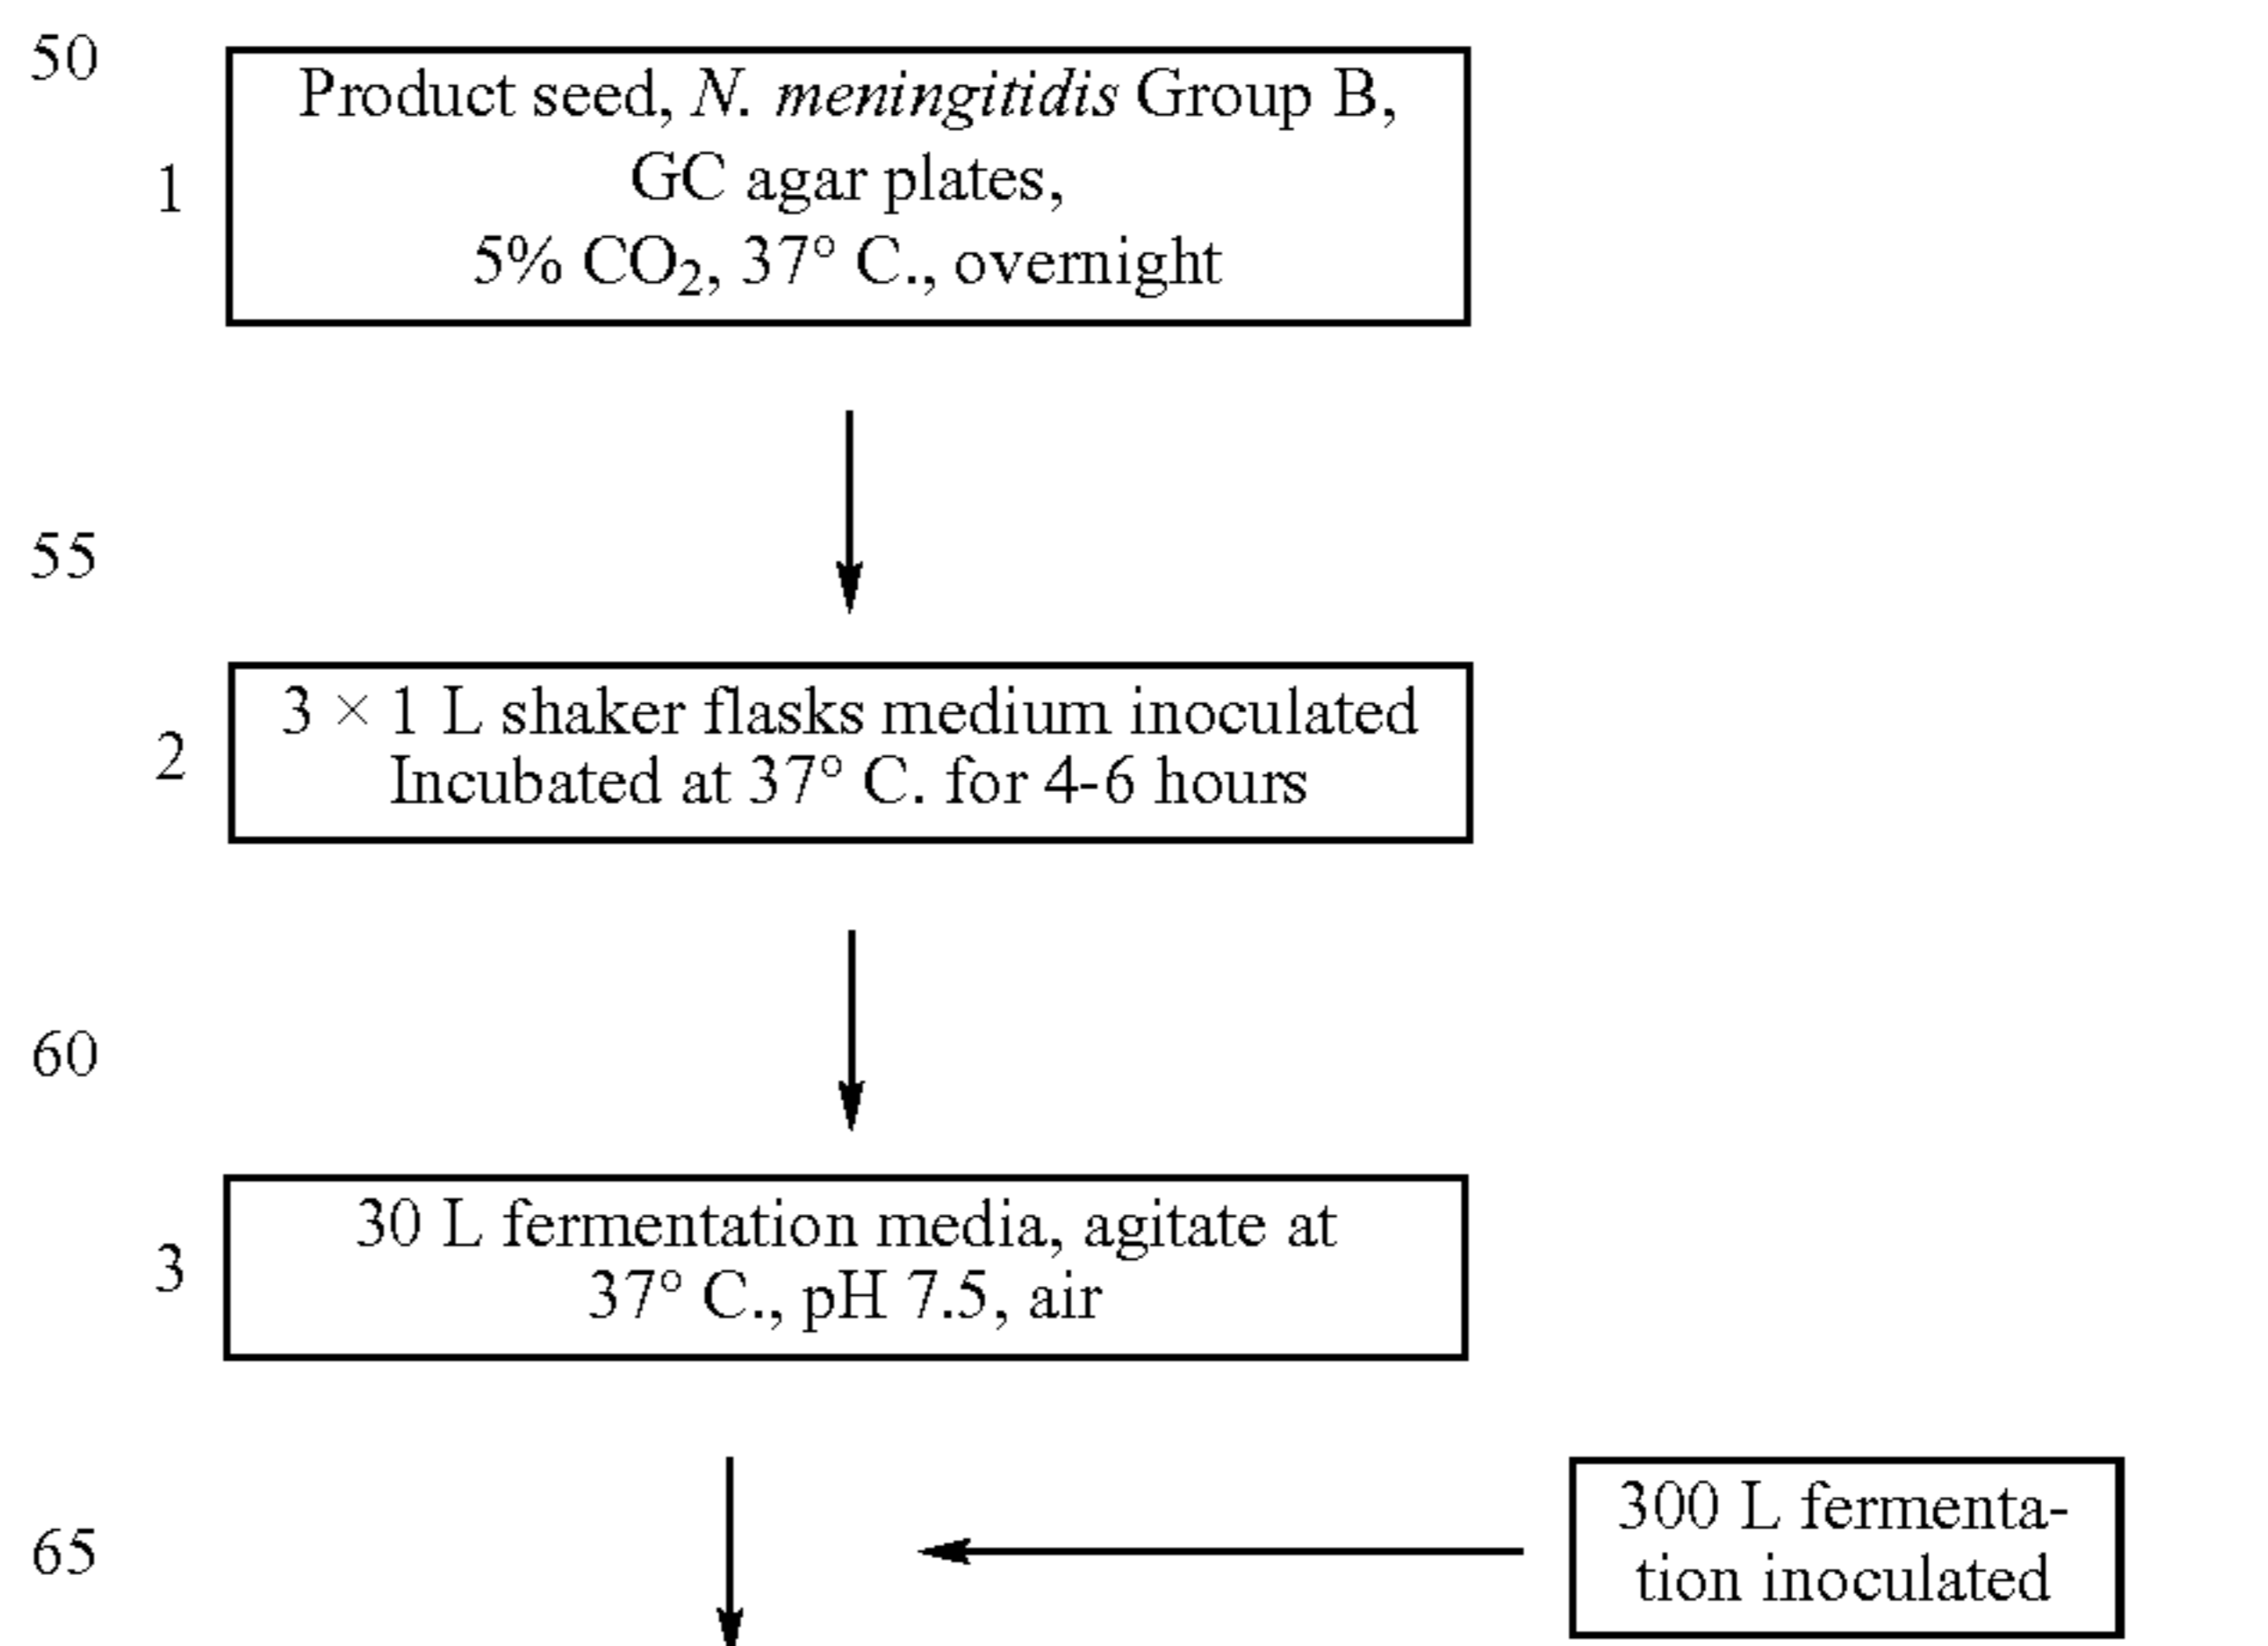 50
Product seed, N. meningitidis Group B,
1
GC agar plates,
5% CO₂, 37° C., overnight
55
3 × 1 L shaker flasks medium inoculated
2
Incubated at 37° C. for 4-6 hours
60
30 L fermentation media, agitate at
3
37° C., pH 7.5, air
300 L fermenta-
65
tion inoculated